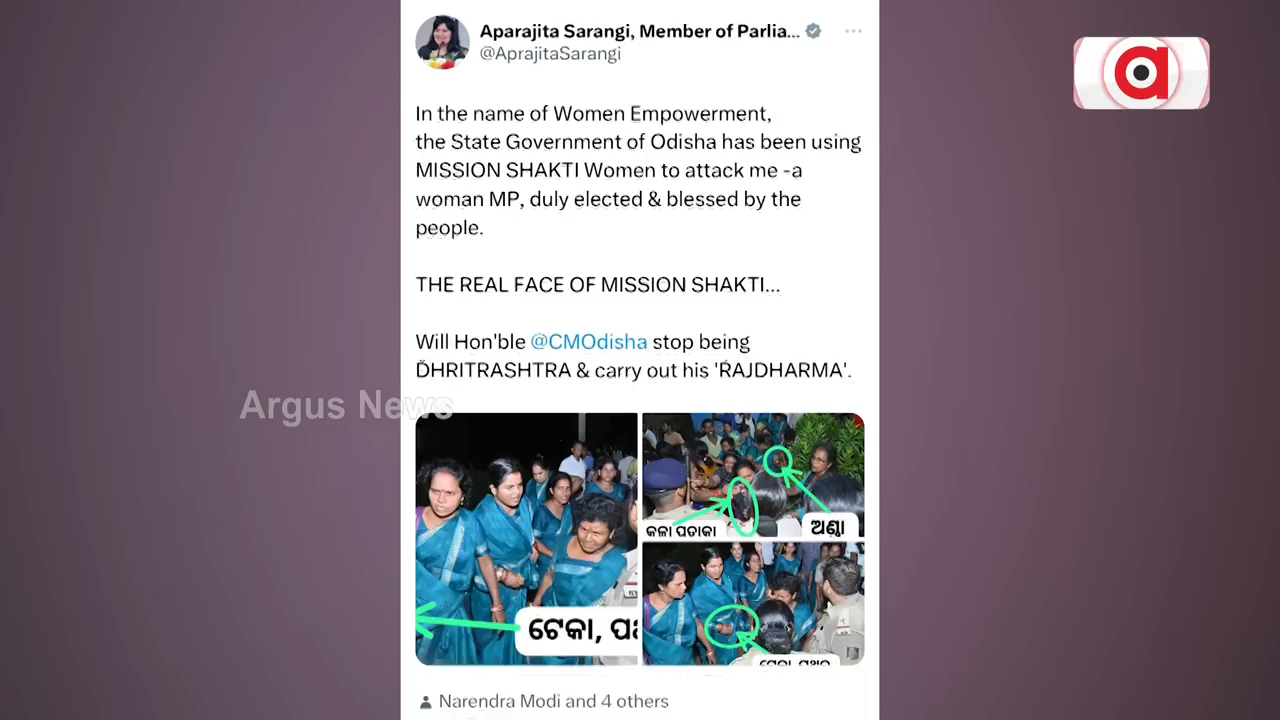 Aparajita Sarangi, Member of Parlia...
@AprajitaSarangi
In the name of Women Empowerment,
the State Government of Odisha has been using
MISSION SHAKTI Women to attack me -a
woman MP, duly elected & blessed by the
people.
THE REAL FACE OF MISSION SHAKTI...
Will Hon'ble @CMOdisha stop being
DHRITRASHTRA & carry out his 'RAJDHARMA'.
Argus News
a
କଳା ପତାକା
ଅଣ୍ଡା
ଟେକା,
ଟେକା, ପଥର
Narendra Modi and 4 others